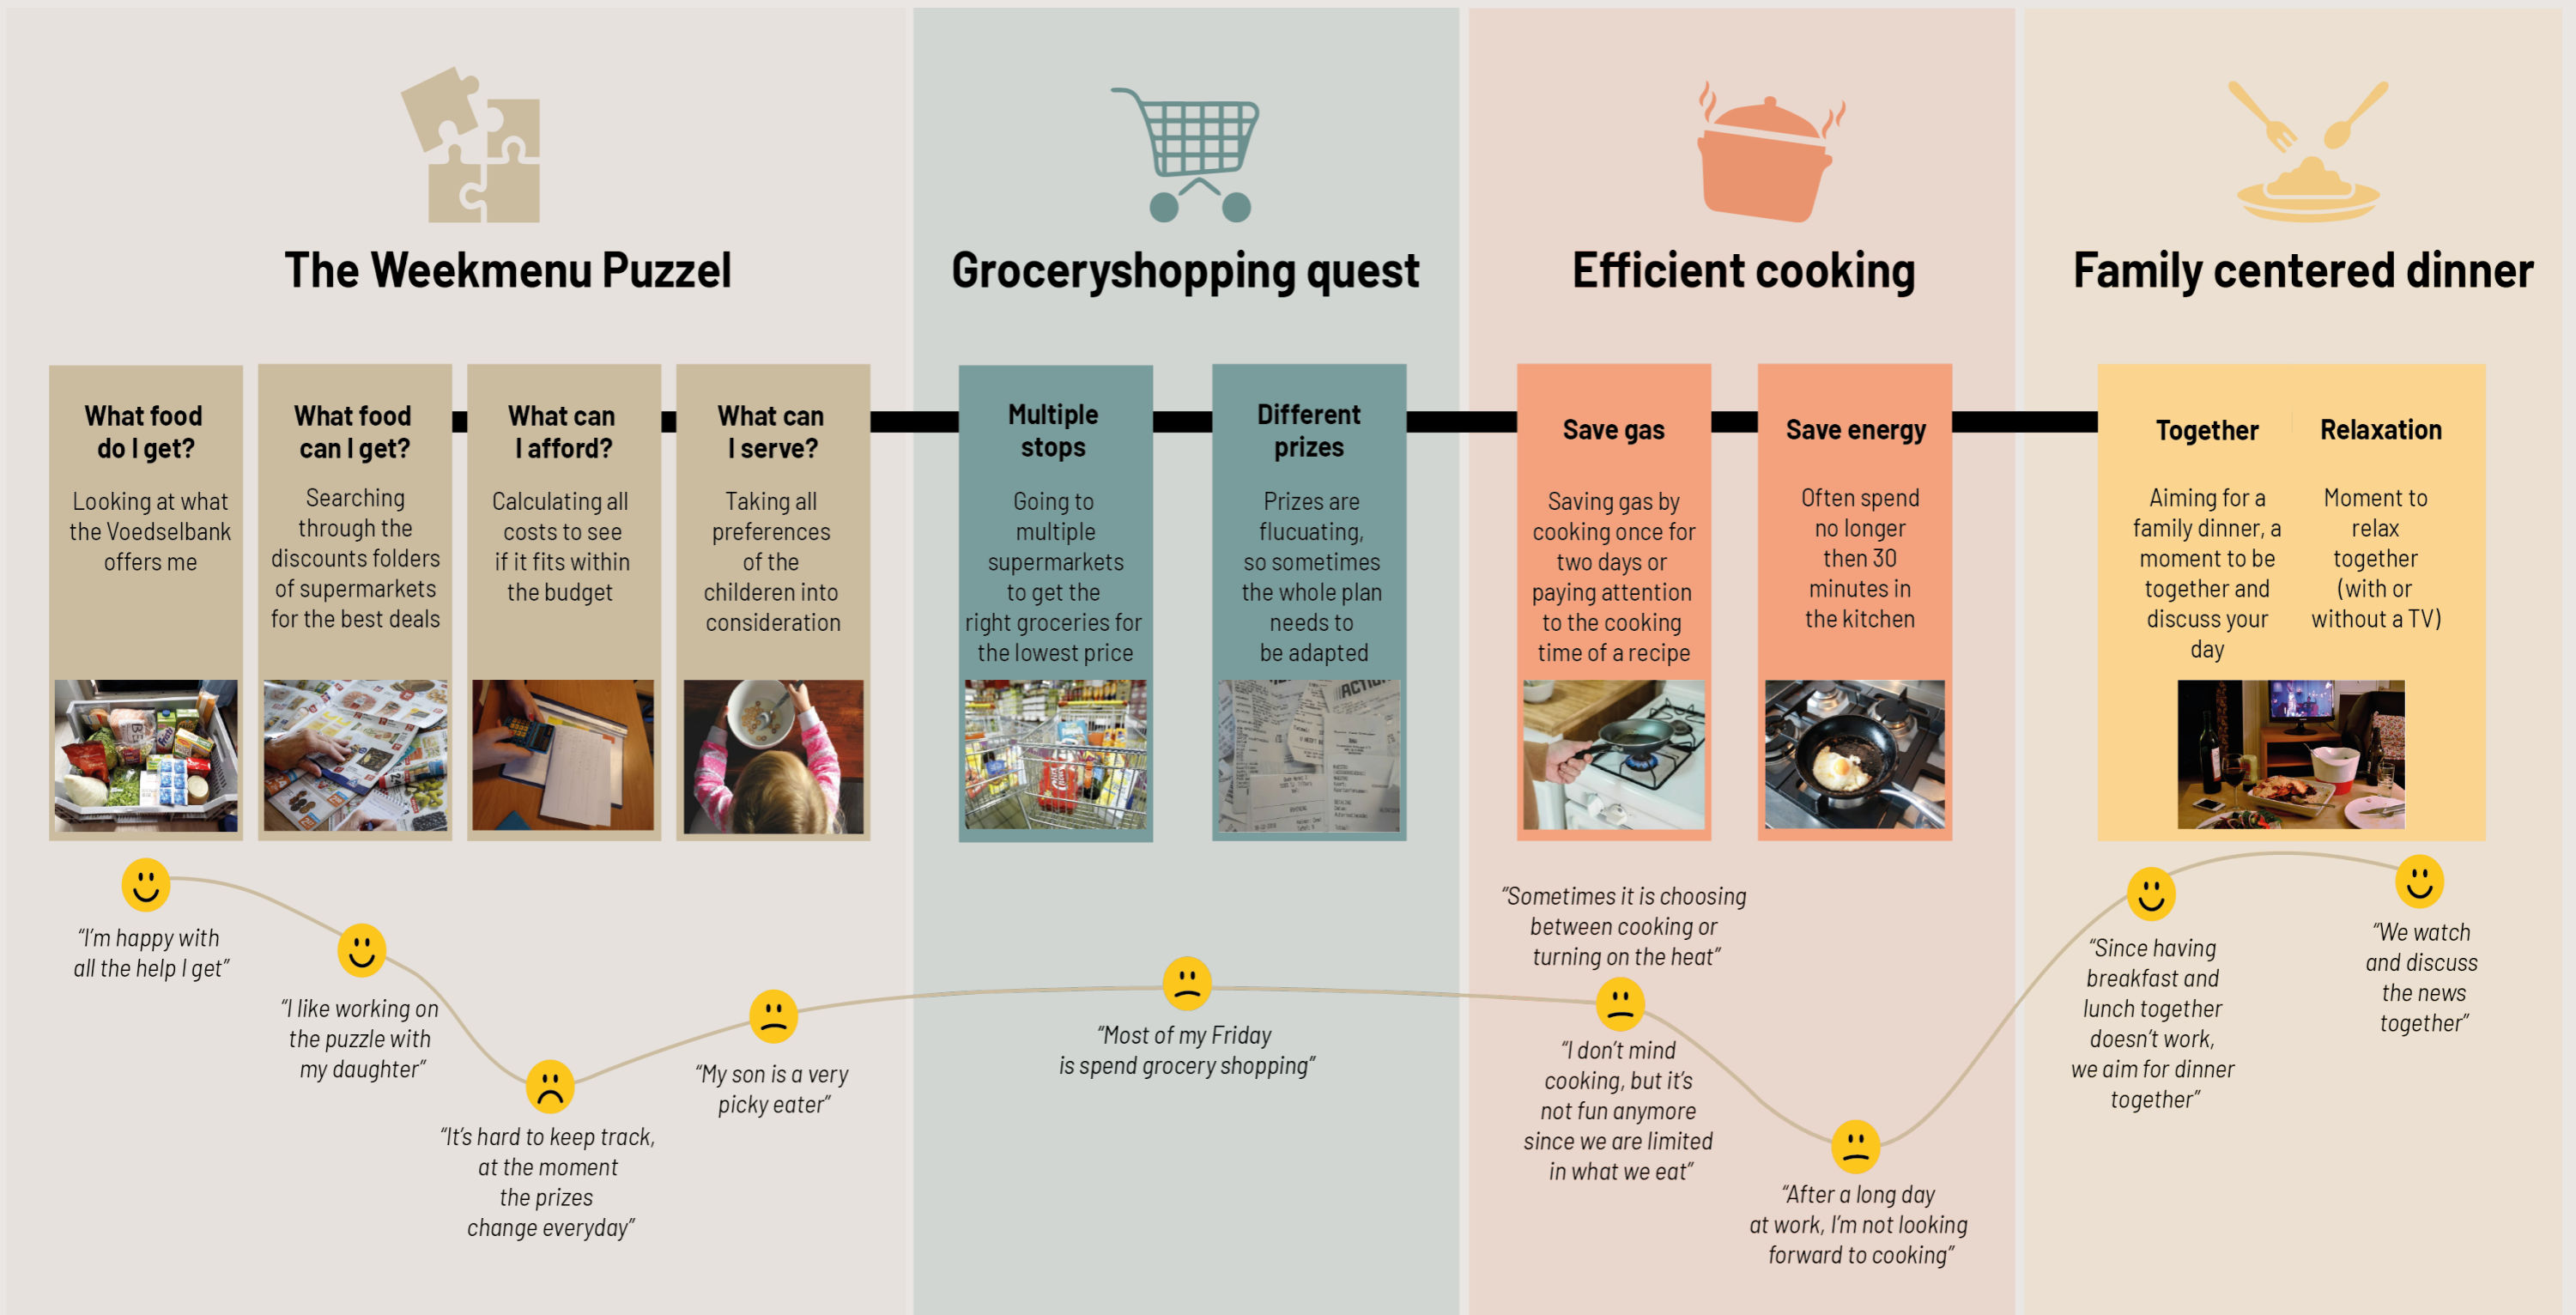 The Weekmenu Puzzel
Groceryshopping quest
Efficient cooking
Family centered dinner
What food
do I get?
Looking at what
the Voedselbank
offers me
What food
can I get?
Searching
through the
discounts folders
of supermarkets
for the best deals
What can
I afford?
Calculating all
costs to see
if it fits within
the budget
What can
I serve?
Taking all
preferences
of the
childeren into
consideration
Multiple
stops
Going to
multiple
supermarkets
to get the
right groceries for
the lowest price
Different
prizes
Prizes are
flucuating,
so sometimes
the whole plan
needs to
be adapted
ACTION
Save gas
Saving gas by
cooking once for
two days or
paying attention
to the cooking
time of a recipe
Save energy
Often spend
no longer
then 30
minutes in
the kitchen
Together
Aiming for a
family dinner, a
moment to be
together and
discuss your
day
Relaxation
Moment to
relax
together
(with or
without a TV)
“I’m happy with
all the help I get”
“I like working on
the puzzle with
my daughter”
“It’s hard to keep track,
at the moment
the prizes
change everyday”
“My son is a very
picky eater”
“Most of my Friday
is spend grocery shopping”
“Sometimes it is choosing
between cooking or
turning on the heat”
“I don’t mind
cooking, but it’s
not fun anymore
since we are limited
in what we eat”
“After a long day
at work, I’m not looking
forward to cooking”
“Since having
breakfast and
lunch together
doesn’t work,
we aim for dinner
together”
“We watch
and discuss
the news
together”